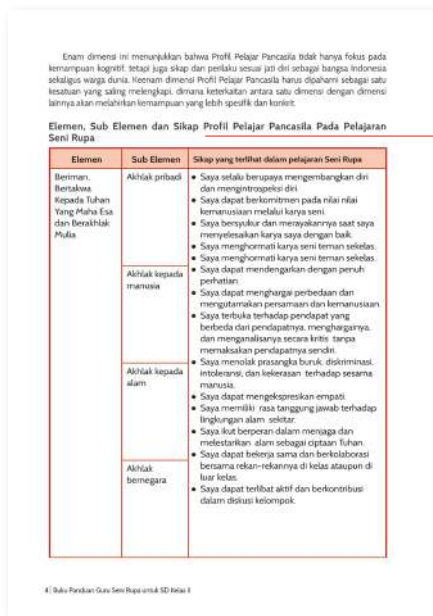 Enam dimensi ini menunjukkan bahwa Profil Pelajar Pancasila tidak hanya fokus pada
kemampuan kognitif, tetapi juga sikap dan perilaku sesuai jati diri sebagai bangsa Indonesia
sekaligus warga dunia. Keenam dimensi Profil Pelajar Pancasila harus dipahami sebagai satu
kesatuan yang saling melengkapi, dimana keterkaitan antara satu dimensi dengan dimensi
lainnya akan melahirkan kemampuan yang lebih spesifik dan konkrit.
Elemen, Sub Elemen dan Sikap Profil Pelajar Pancasila Pada Pelajaran
Seni Rupa
Elemen
Sub Elemen
Sikap yang terlihat dalam pelajaran Seni Rupa
Beriman,
Bertakwa
Kepada Tuhan
Yang Maha Esa
dan Berakhlak
Mulia
Akhlak pribadi
Akhlak kepada
manusia
Akhlak kepada
alam
Akhlak
bernegara
• Saya selalu berupaya mengembangkan diri
dan mengintrospeksi diri.
• Saya dapat berkomitmen pada nilai nilai
kemanusiaan melalui karya seni.
• Saya bersyukur dan merayakannya saat saya
menyelesaikan karya saya dengan baik.
• Saya menghormati karya seni teman sekelas.
• Saya menghormati karya seni teman sekelas.
• Saya dapat mendengarkan dengan penuh
perhatian.
• Saya dapat menghargai perbedaan dan
mengutamakan persamaan dan kemanusiaan.
• Saya terbuka terhadap pendapat yang
berbeda dari pendapatnya, menghargainya,
dan menganalisanya secara kritis tanpa
memaksakan pendapatnya sendiri.
• Saya menolak prasangka buruk, diskriminasi,
intoleransi, dan kekerasan terhadap sesama
manusia.
• Saya dapat mengekspresikan empati.
• Saya memiliki rasa tanggung jawab terhadap
lingkungan alam sekitar.
• Saya ikut berperan dalam menjaga dan
melestarikan alam sebagai ciptaan Tuhan.
• Saya dapat bekerja sama dan berkolaborasi
bersama rekan-rekannya di kelas ataupun di
luar kelas.
• Saya dapat terlibat aktif dan berkontribusi
dalam diskusi kelompok.
4 | Buku Panduan Guru Seni Rupa untuk SD Kelas II